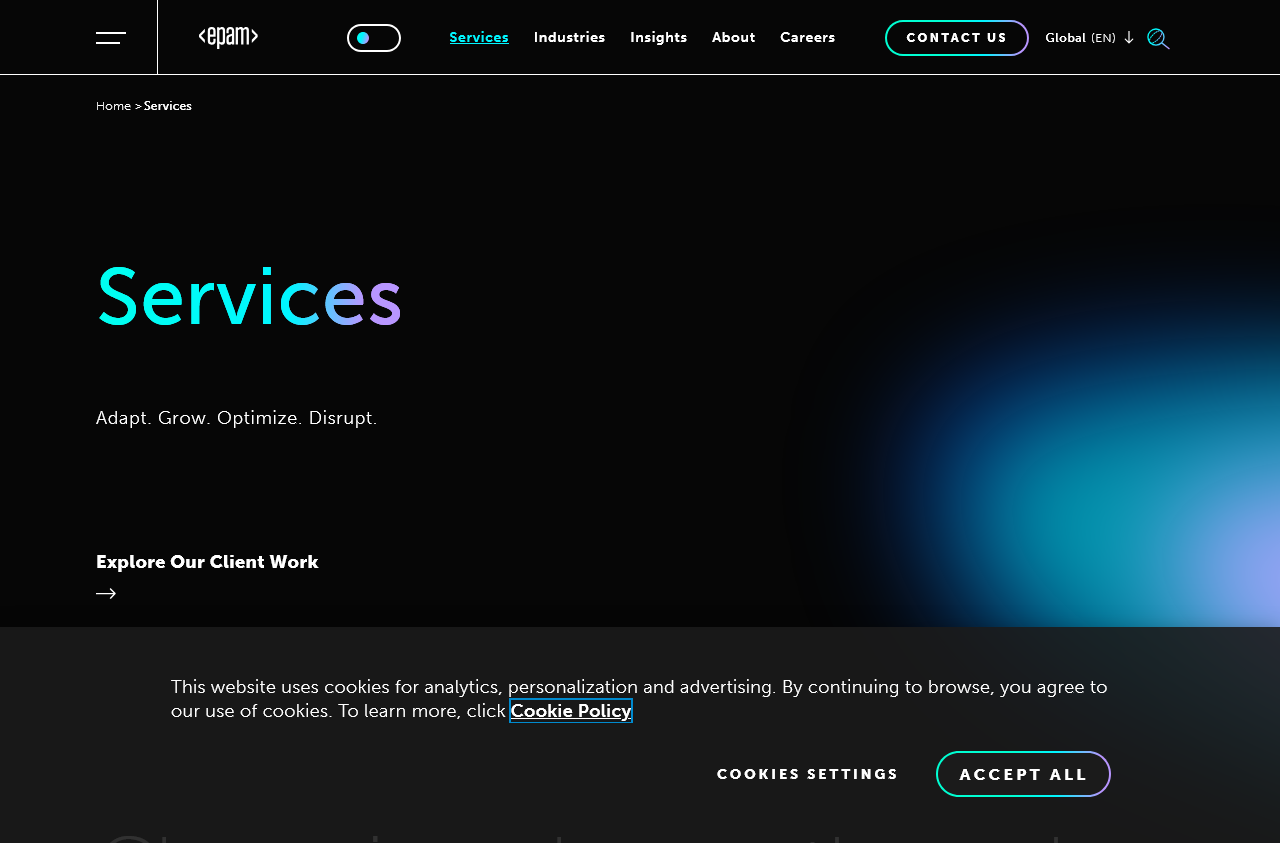 <epam>
Services
Industries
Insights
About
Careers
CONTACT US
Global (EN)
Home > Services
Services
Adapt. Grow. Optimize. Disrupt.
Explore Our Client Work
This website uses cookies for analytics, personalization and advertising. By continuing to browse, you agree to
our use of cookies. To learn more, click Cookie Policy
COOKIES SETTINGS
ACCEPT ALL